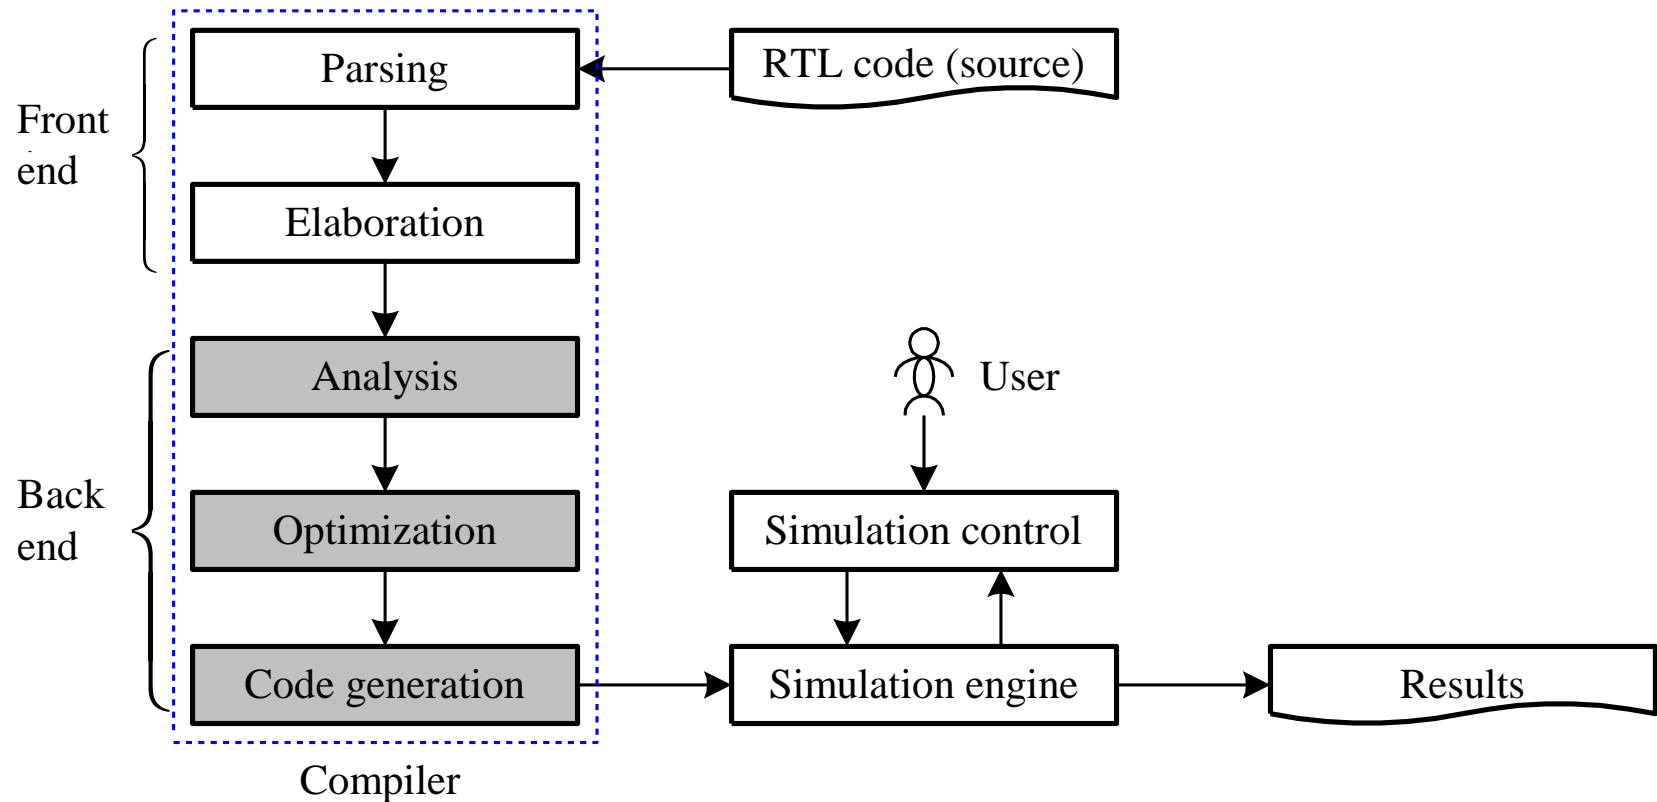 Parsing
RTL code (source)
Front
end
Elaboration
Analysis
User
Back
end
Optimization
Simulation control
Code generation
Simulation engine
Results
Compiler